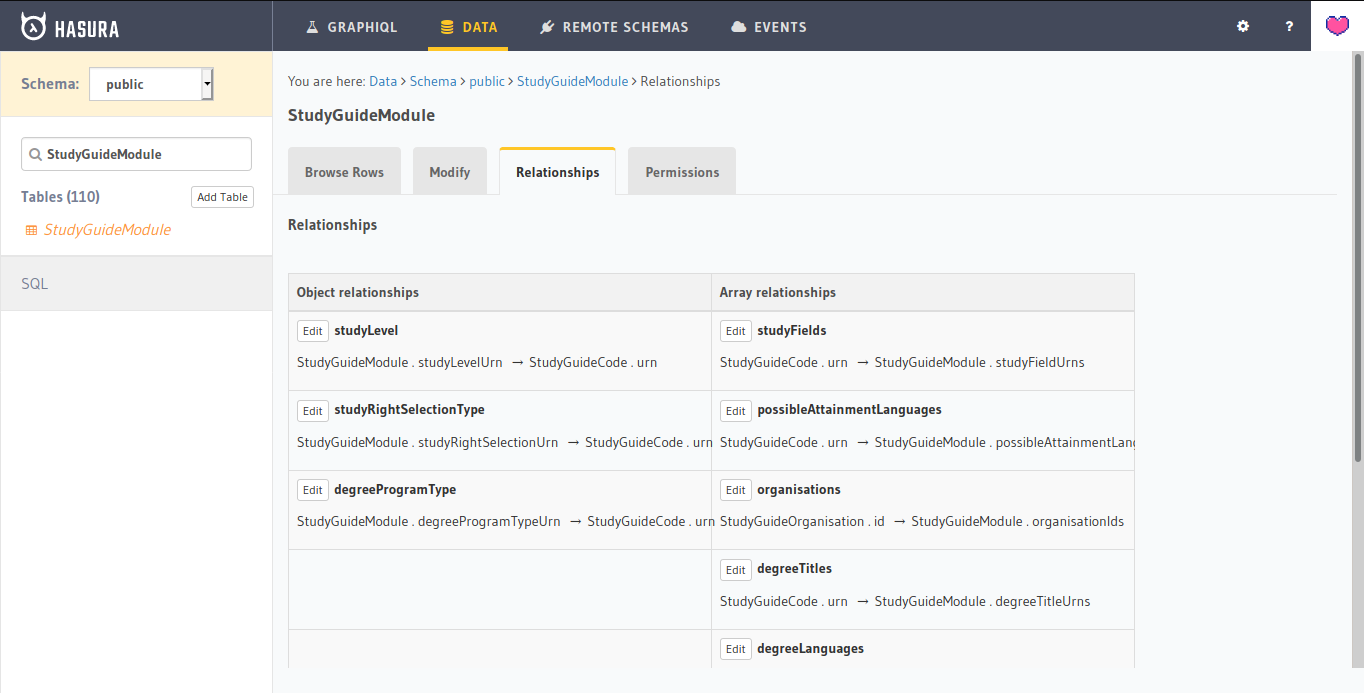 HASURA
GRAPHIQL
DATA
REMOTE SCHEMAS
EVENTS
?
Schema:
public
StudyGuideModule
Tables (110)
Add Table
StudyGuideModule
SQL
You are here: Data > Schema > public > StudyGuideModule > Relationships
StudyGuideModule
Browse Rows
Modify
Relationships
Permissions
Relationships
Object relationships
Array relationships
Edit studyLevel
StudyGuideModule . studyLevelUrn → StudyGuideCode . urn
Edit studyFields
StudyGuideCode . urn → StudyGuideModule . studyFieldUrns
Edit studyRightSelectionType
StudyGuideModule . studyRightSelectionUrn → StudyGuideCode . urn
Edit possibleAttainmentLanguages
StudyGuideCode . urn → StudyGuideModule . possibleAttainmentLang
Edit degreeProgramType
StudyGuideModule . degreeProgramTypeUrn → StudyGuideCode . urn
Edit organisations
StudyGuideOrganisation . id → StudyGuideModule . organisationIds
Edit degreeTitles
StudyGuideCode . urn → StudyGuideModule . degreeTitleUrns
Edit degreeLanguages